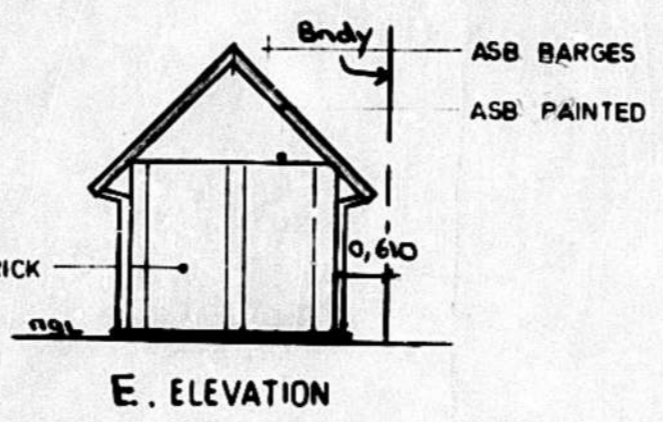 Bndy
ASB BARGES
ASB PAINTED
0,610
RICK
ngl
E. ELEVATION